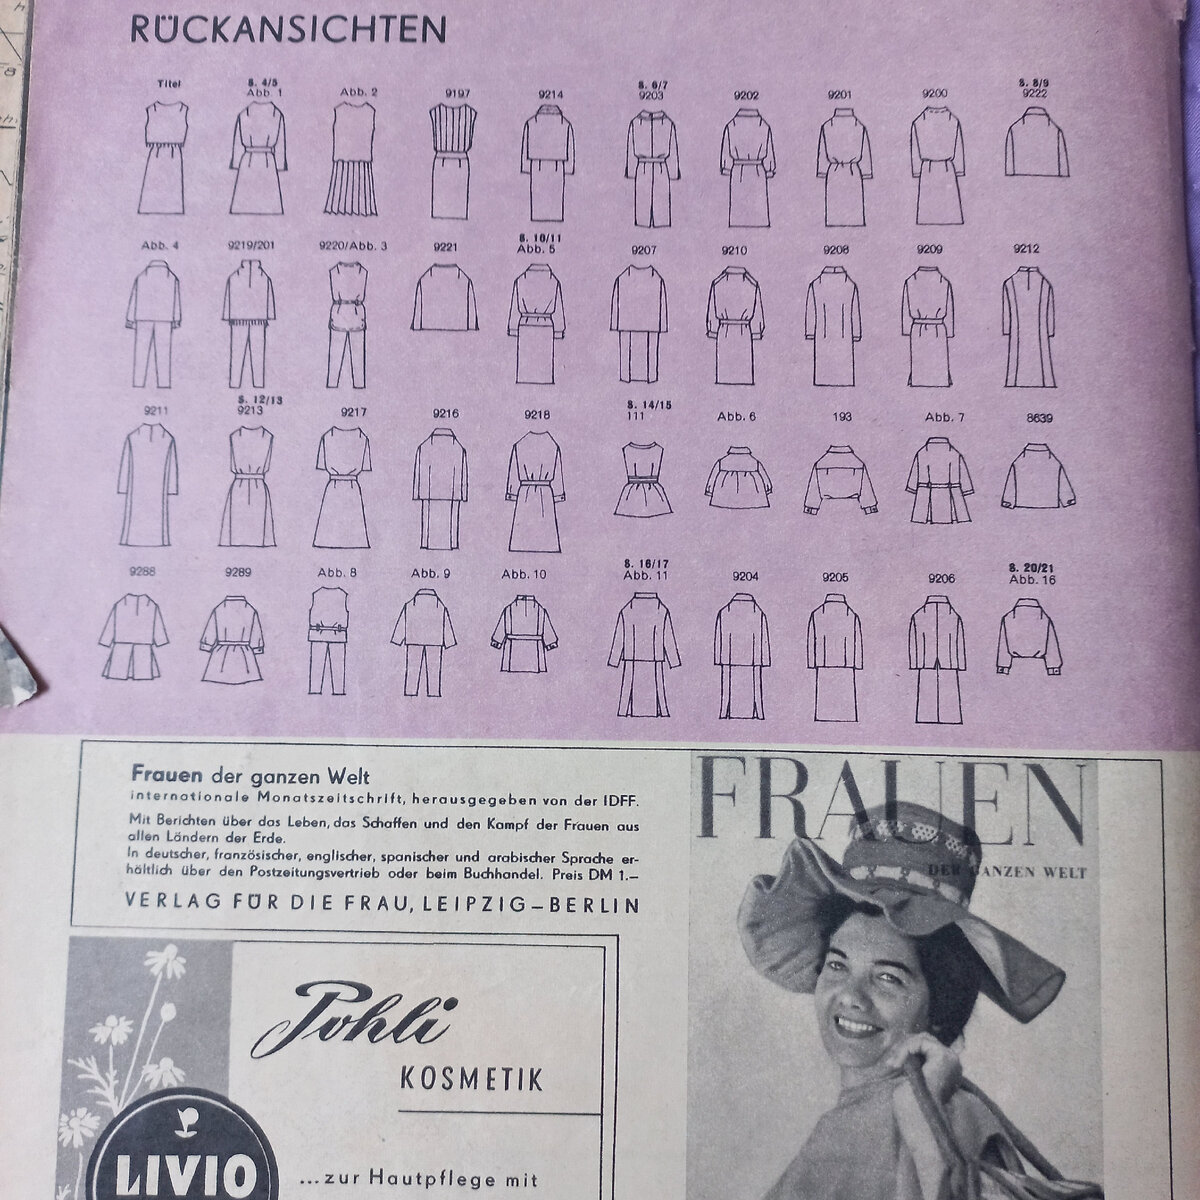 RÜCKANSICHTEN
Titel
S. 4/5
Abb. 1
Abb. 2
9197
9214
S. 6/7
9203
9202
9201
9200
S. 8/9
9222
Abb. 4
9219/201
9220/Abb. 3
9221
S. 10/11
Abb. 5
9207
9210
9208
9209
9212
9211
S. 12/13
9213
9217
9216
9218
S. 14/15
111
Abb. 6
193
Abb. 7
8639
9288
9289
Abb. 8
Abb. 9
Abb. 10
S. 16/17
Abb. 11
9204
9205
9206
S. 20/21
Abb. 16
Frauen der ganzen Welt
internationale Monatszeitschrift, herausgegeben von der IDFF.
Mit Berichten über das Leben, das Schaffen und den Kampf der Frauen aus
allen Ländern der Erde.
In deutscher, französischer, englischer, spanischer und arabischer Sprache er-
hältlich über den Postzeitungsvertrieb oder beim Buchhandel. Preis DM 1.—
VERLAG FÜR DIE FRAU, LEIPZIG – BERLIN
FRAUEN
DER GANZEN WELT
Pohli
KOSMETIK
LIVIO
...zur Hautpflege mit